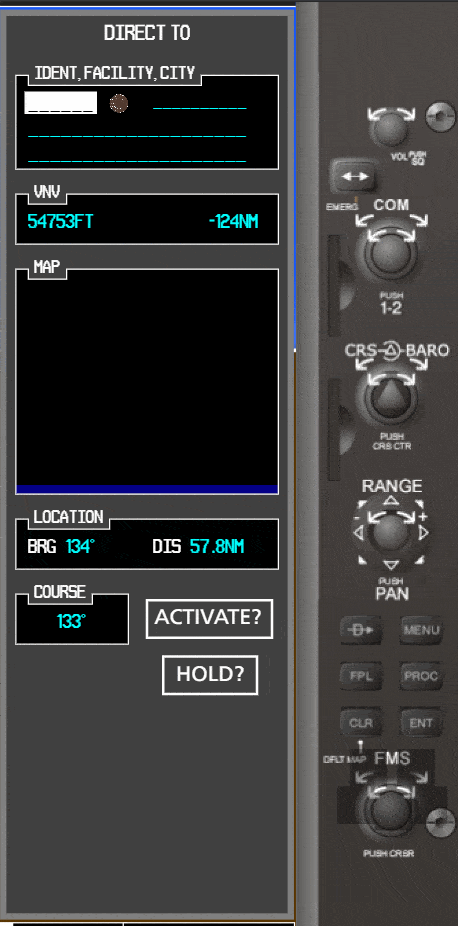 DIRECT TO
IDENT, FACILITY, CITY
VNV
54753FT -124NM
MAP
LOCATION
BRG 134° DIS 57.8NM
COURSE
133°
ACTIVATE?
HOLD?
VOL PUSH SQ
EMERG
COM
PUSH
1-2
CRS BARO
PUSH
CRS CTR
RANGE
- +
PUSH
PAN
D MENU
FPL PROC
CLR ENT
DFLT MAP FMS
PUSH CRSR